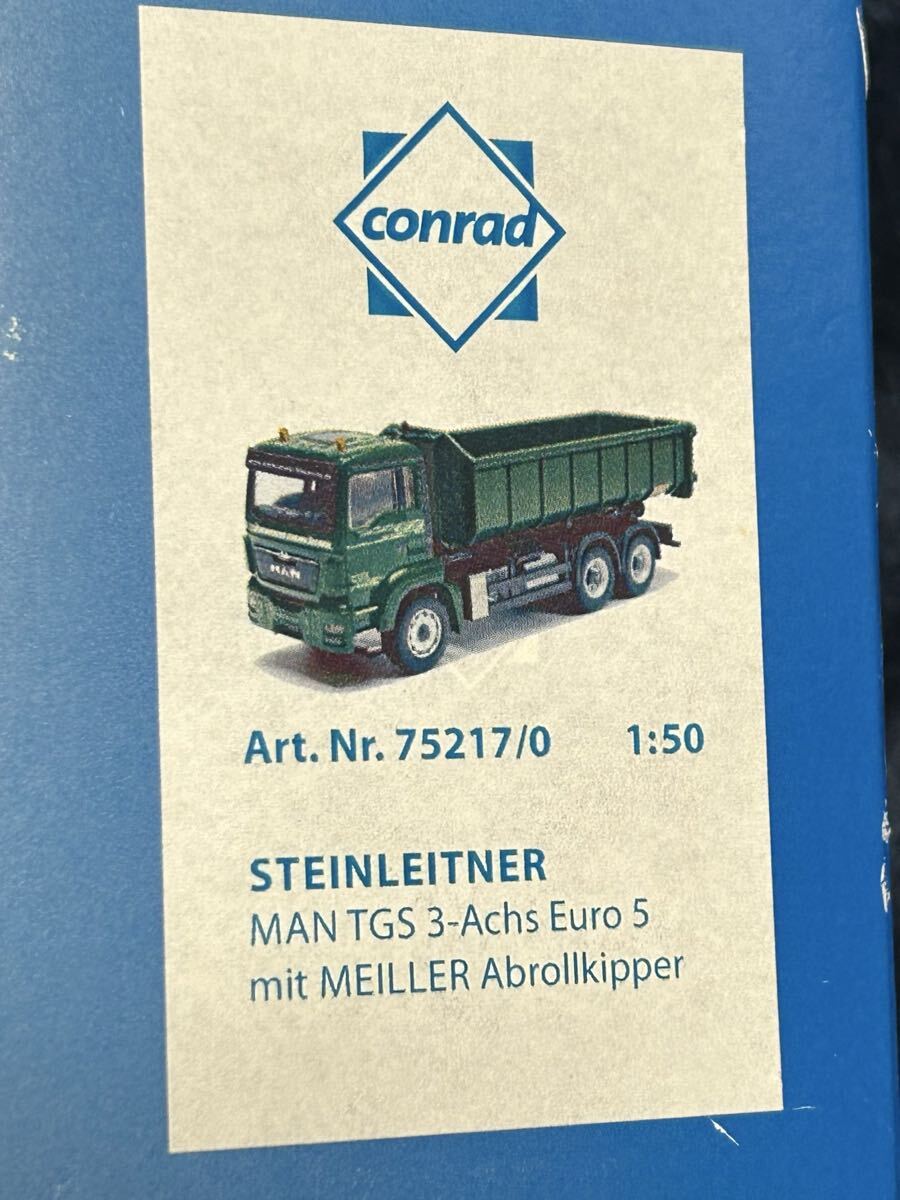 conrad
MAN
Art. Nr. 75217/0 1:50
STEINLEITNER
MAN TGS 3-Achs Euro 5
mit MEILLER Abrollkipper